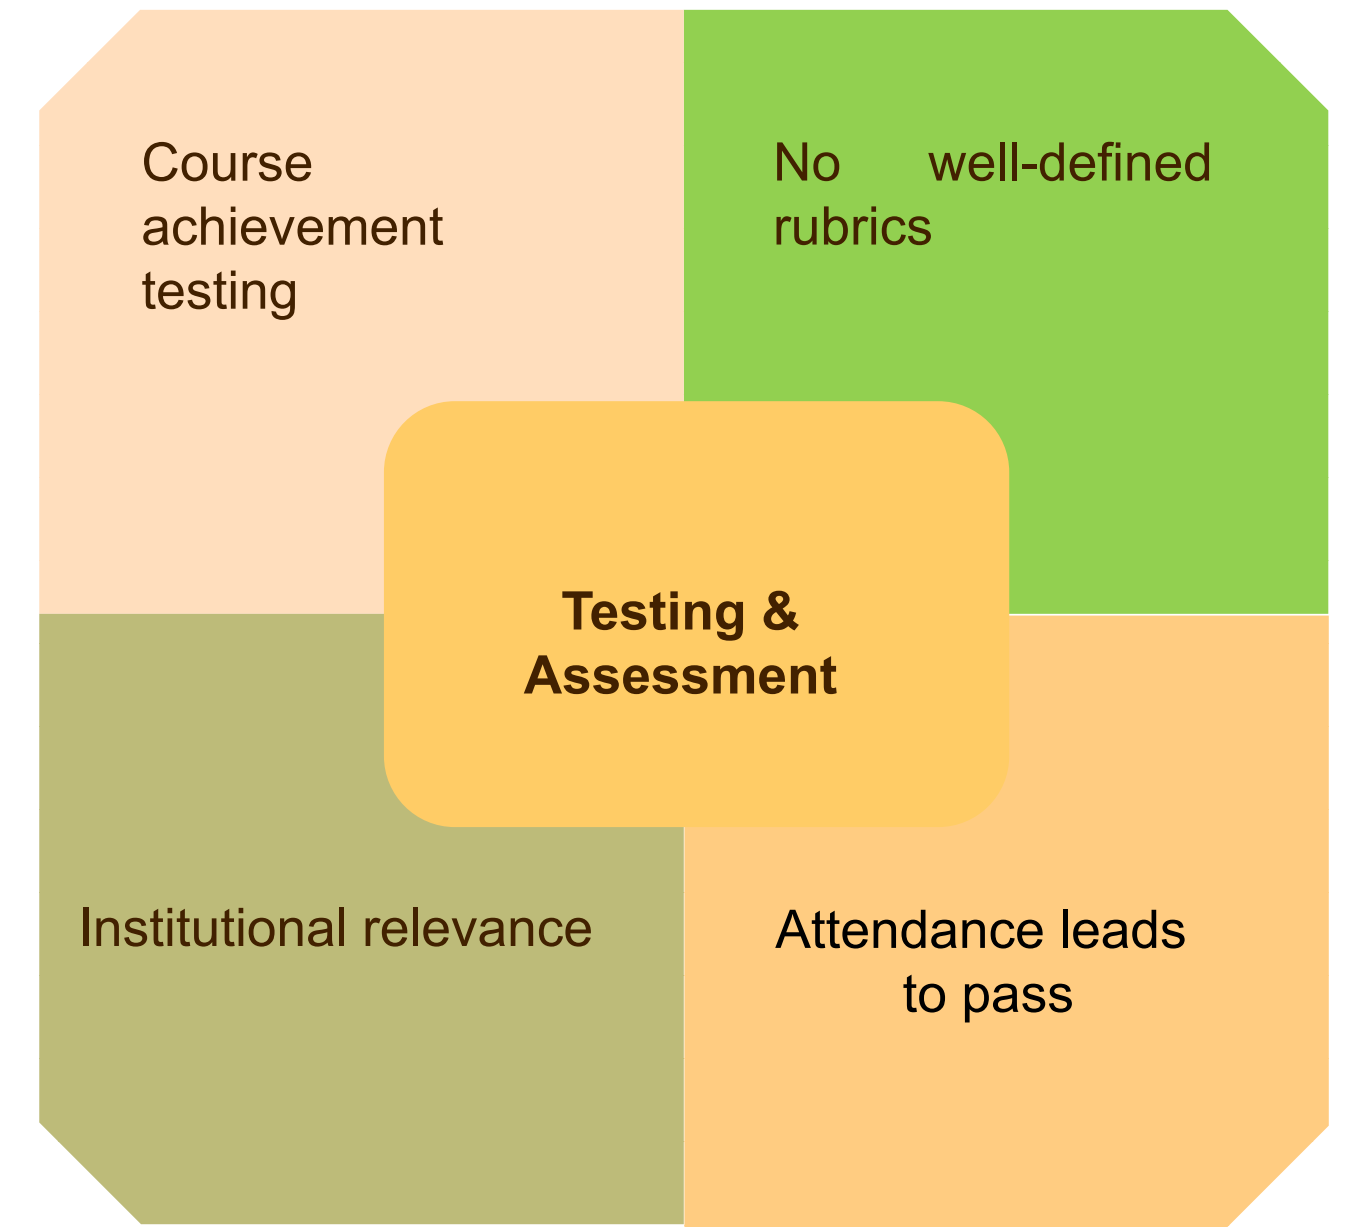 Course
achievement
testing
No well-defined
rubrics
Testing &
Assessment
Institutional relevance
Attendance leads
to pass